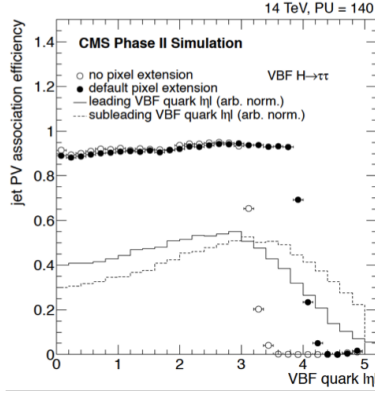 14 TeV, PU = 140
jet PV association efficiency
CMS Phase II Simulation
no pixel extension
VBF H→ττ
default pixel extension
leading VBF quark |η| (arb. norm.)
subleading VBF quark |η| (arb. norm.)
1.4
1.2
1
0.8
0.6
0.4
0.2
0
0 1 2 3 4 5
VBF quark |η|